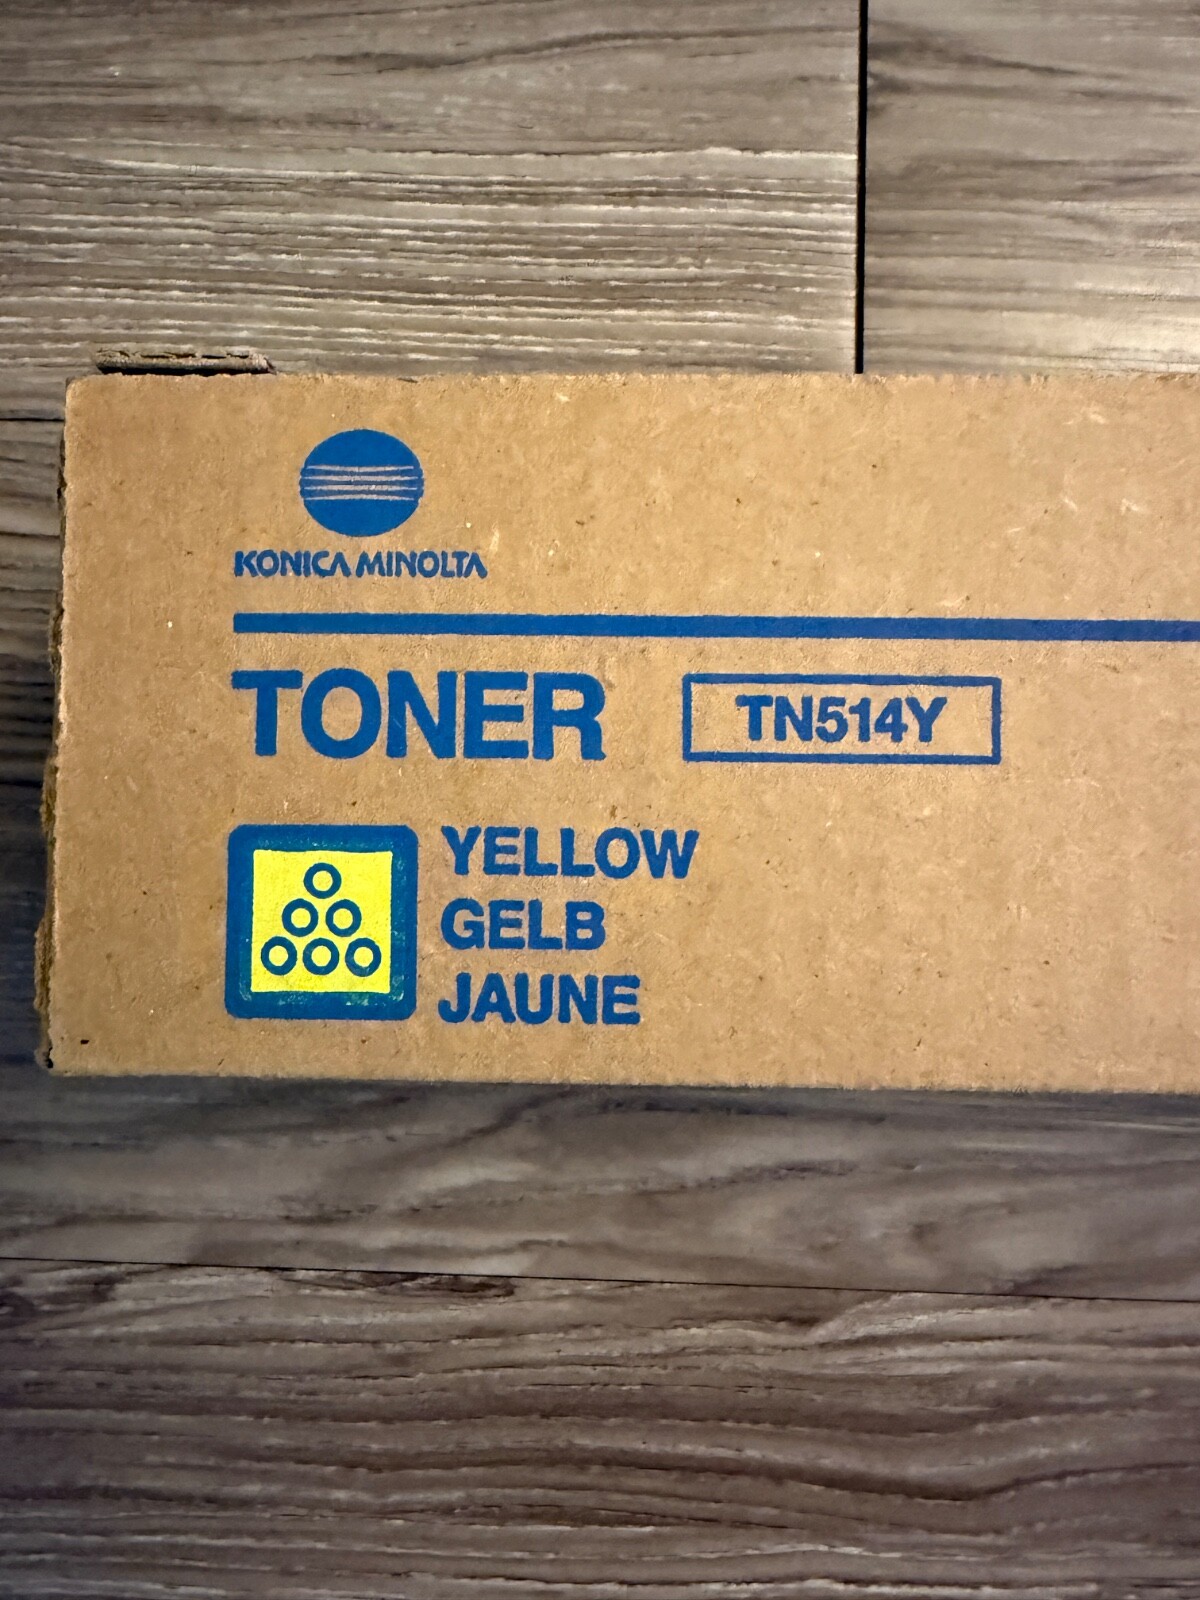 KONICA MINOLTA
TONER TN514Y
YELLOW
GELB
JAUNE